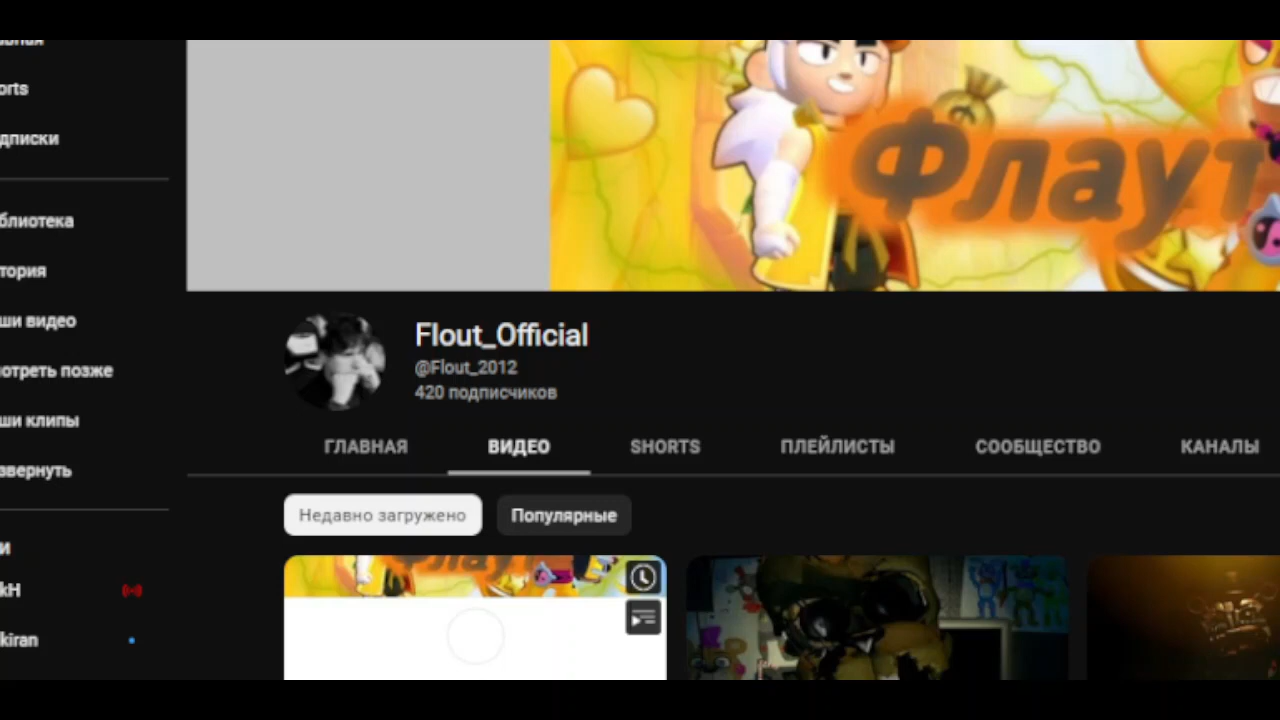 orts
дписки
блиотека
тория
ши видео
отреть позже
ши клипы
звернуть
и
kH
kiran
Флаут
Flout_Official
@Flout_2012
420 подписчиков
ГЛАВНАЯ ВИДЕО SHORTS ПЛЕЙЛИСТЫ СООБЩЕСТВО КАНАЛЫ
Недавно загружено Популярные